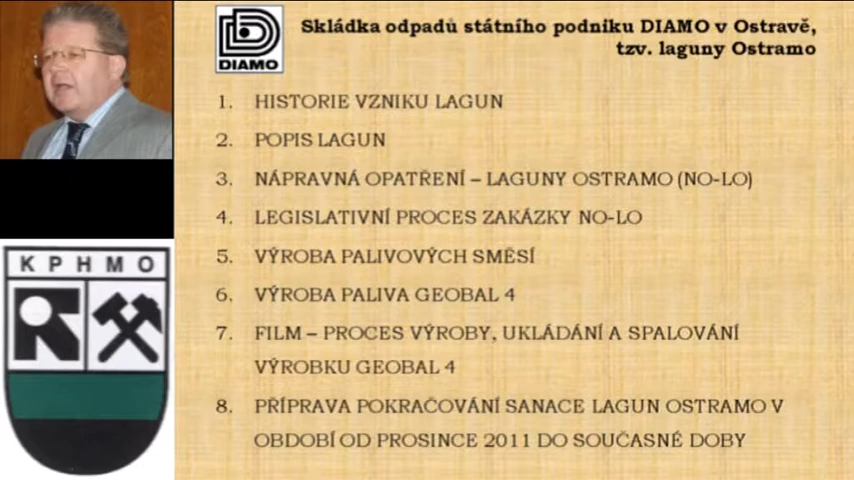 DIAMO
Skládka odpadů státního podniku DIAMO v Ostravě,
tzv. laguny Ostramo
1. HISTORIE VZNIKU LAGUN
2. POPIS LAGUN
3. NÁPRAVNÁ OPATŘENÍ – LAGUNY OSTRAMO (NO-LO)
4. LEGISLATIVNÍ PROCES ZAKÁZKY NO-LO
5. VÝROBA PALIVOVÝCH SMĚSÍ
6. VÝROBA PALIVA GEOBAL 4
7. FILM – PROCES VÝROBY, UKLÁDÁNÍ A SPALOVÁNÍ
VÝROBKU GEOBAL 4
8. PŘÍPRAVA POKRAČOVÁNÍ SANACE LAGUN OSTRAMO V
OBDOBÍ OD PROSINCE 2011 DO SOUČASNÉ DOBY
KPHMO